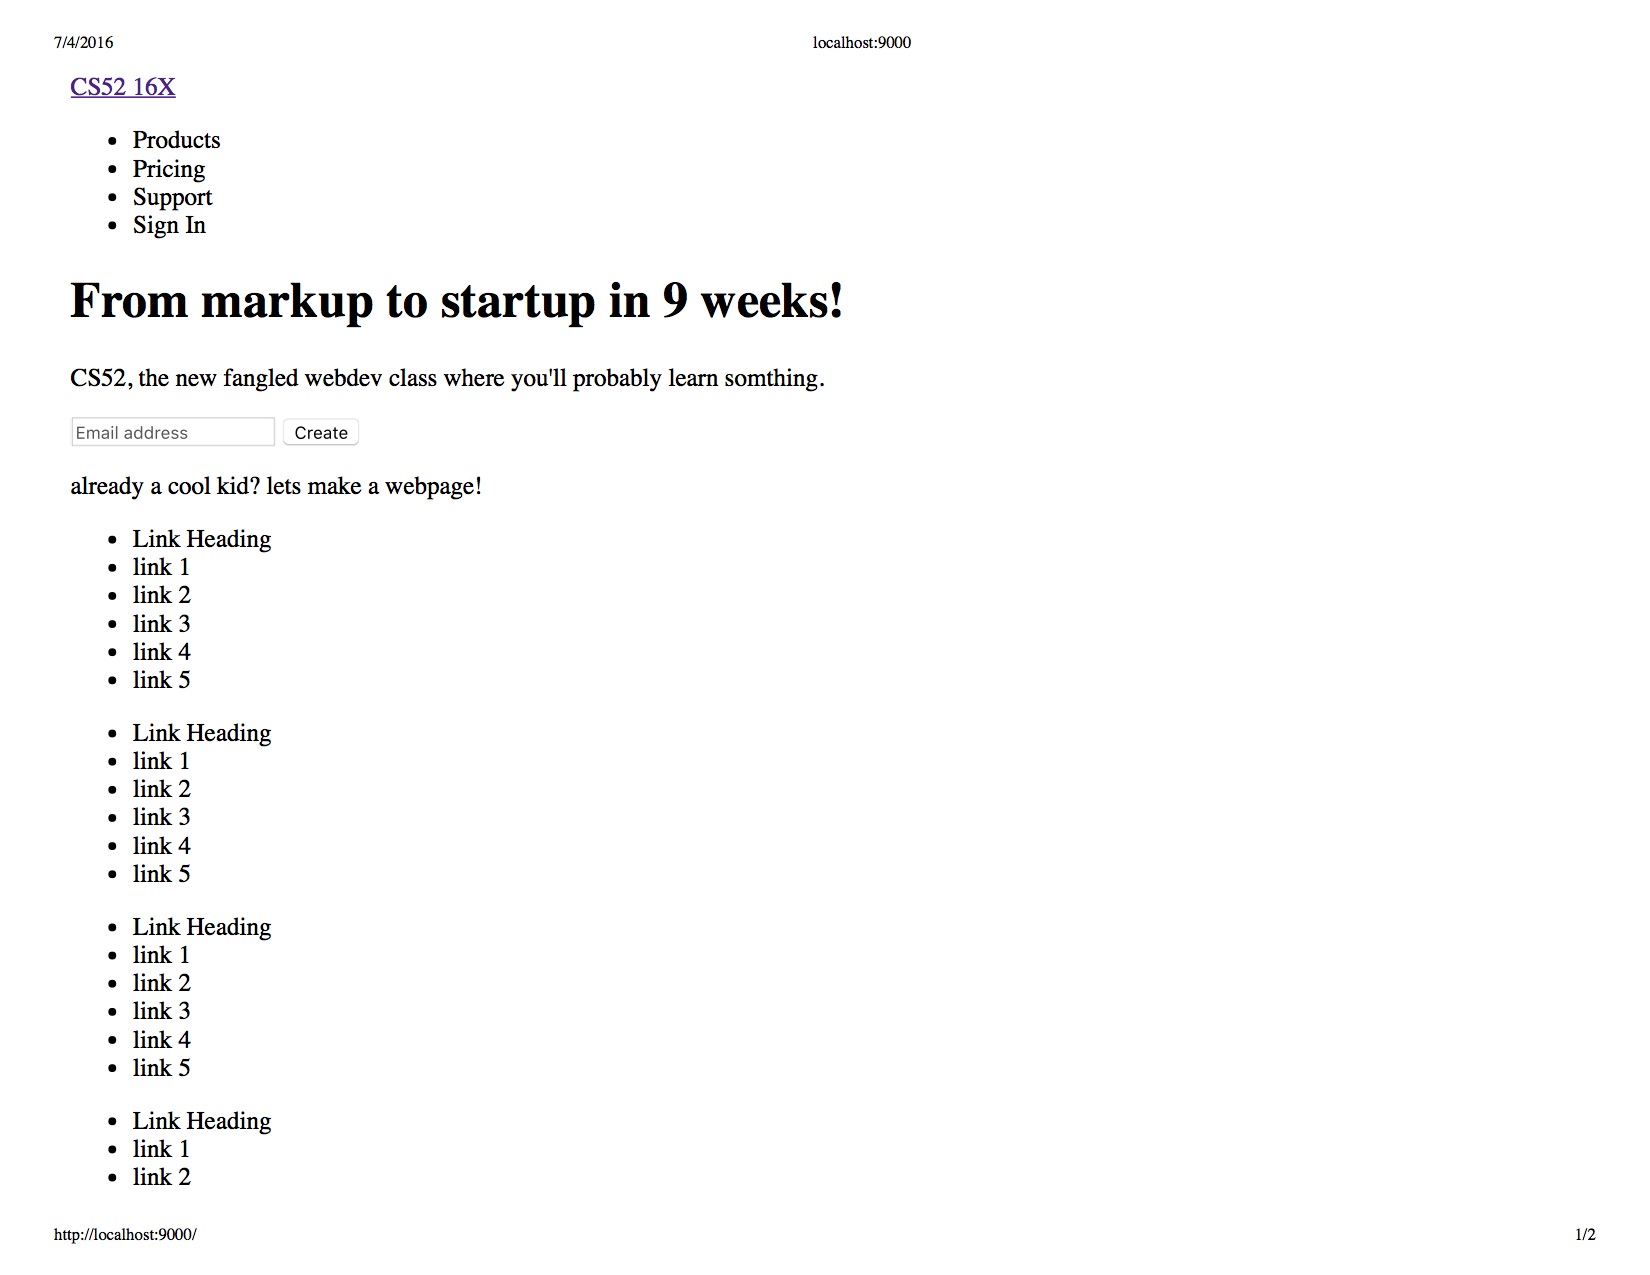 7/4/2016 localhost:9000
CS52 16X
• Products
• Pricing
• Support
• Sign In
From markup to startup in 9 weeks!
CS52, the new fangled webdev class where you'll probably learn somthing.
Email address Create
already a cool kid? lets make a webpage!
• Link Heading
• link 1
• link 2
• link 3
• link 4
• link 5
• Link Heading
• link 1
• link 2
• link 3
• link 4
• link 5
• Link Heading
• link 1
• link 2
• link 3
• link 4
• link 5
• Link Heading
• link 1
• link 2
http://localhost:9000/ 1/2